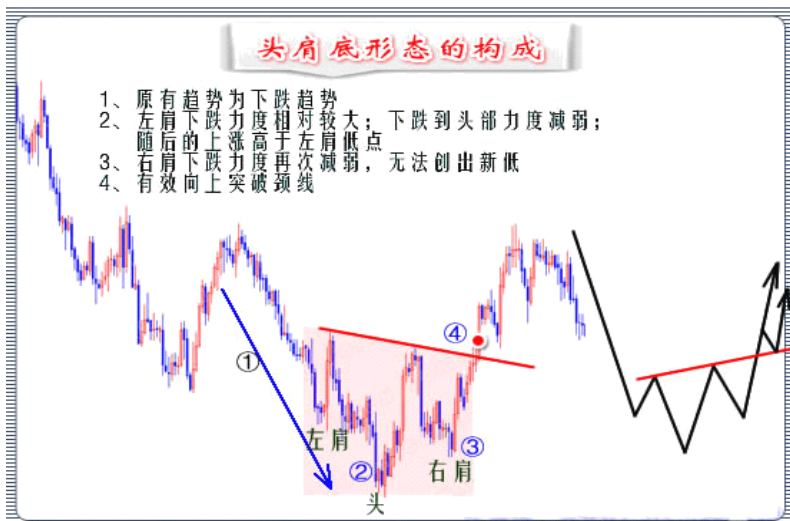 头肩底形态的构成
1、原有趋势为下跌趋势
2、左肩下跌力度相对较大；下跌到头部力度减弱；
随后的上涨高于左肩低点
3、右肩下跌力度再次减弱，无法创出新低
4、有效向上突破颈线
④
①
左肩
③
②
右肩
头